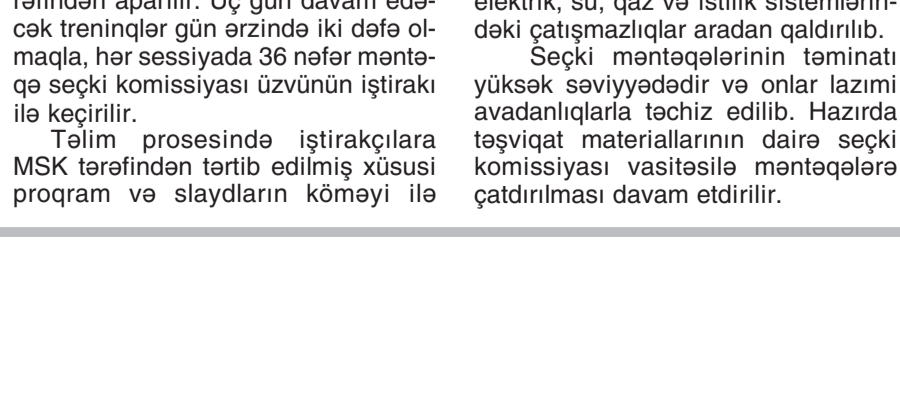 rəfindən aparılır. Üç gün davam edə-
cək treninqlər gün ərzində iki dəfə ol-
maqla, hər sessiyada 36 nəfər məntə-
qə seçki komissiyası üzvünün iştirakı
ilə keçirilir.
Təlim prosesində iştirakçılara
MSK tərəfindən tərtib edilmiş xüsusi
proqram və slaydların köməyi ilə
elektrik, su, qaz və istilik sistemlərin-
dəki çatışmazlıqlar aradan qaldırılıb.
Seçki məntəqələrinin təminatı
yüksək səviyyədədir və onlar lazımi
avadanlıqlarla təchiz edilib. Hazırda
təşviqat materiallarının dairə seçki
komissiyası vasitəsilə məntəqələrə
çatdırılması davam etdirilir.